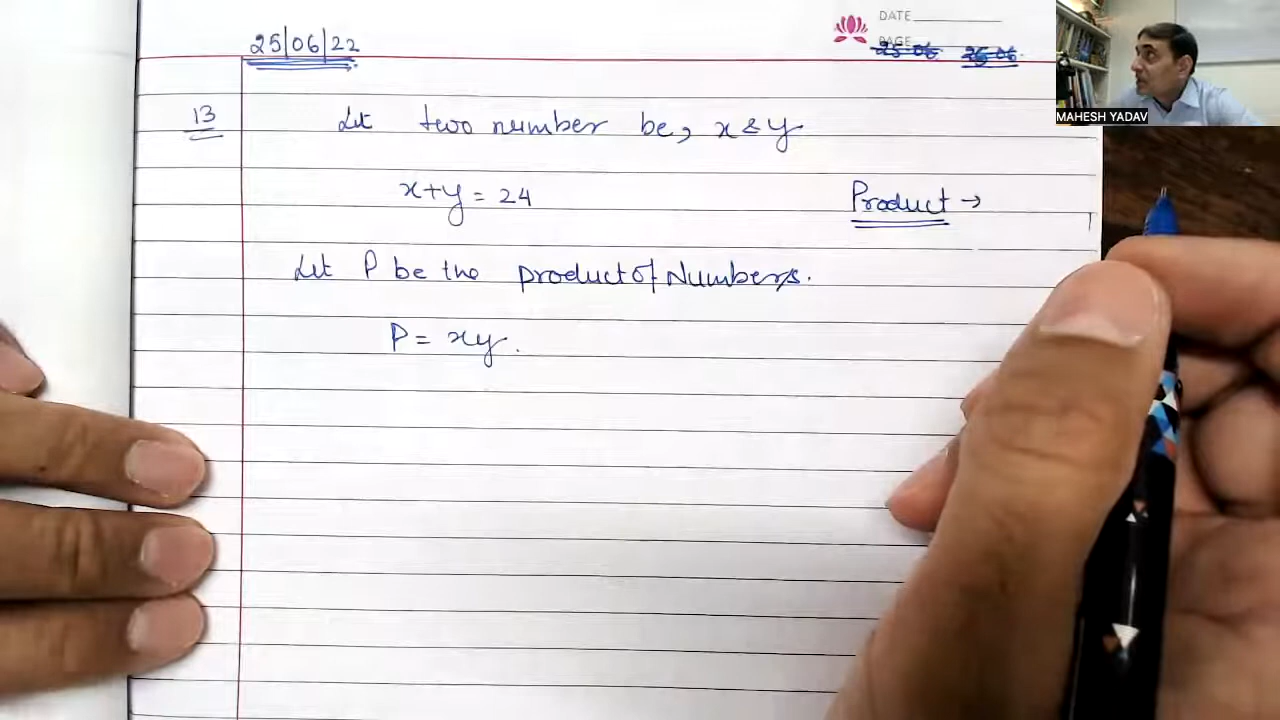 25|06|22
DATE
PAGE
25 06 25 06
MAHESH YADAV
13 Let two number be, x & y
x+y = 24 Product →
Let P be the product of Numbers.
P = xy.